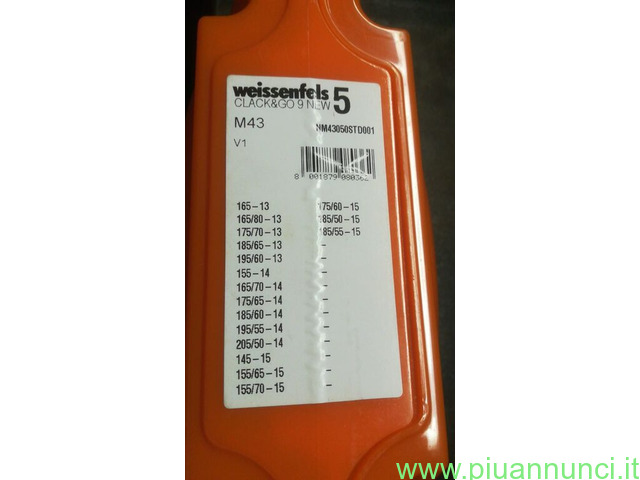 weissenfels 5
CLACK&GO 9 NEW
M43 NM43050STD001
V1
8 001879 080362
165-13 175/60-15
165/80-13 185/50-15
175/70-13 185/55-15
185/65-13 -
195/60-13 -
155-14 -
165/70-14 -
175/65-14 -
185/60-14 -
195/55-14 -
205/50-14 -
145-15 -
155/65-15 -
155/70-15 -
www.piuannunci.it